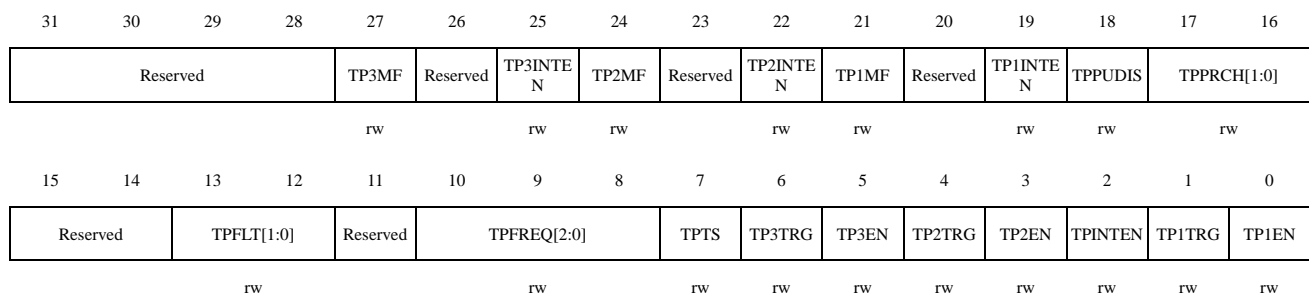 31 30 29 28 27 26 25 24 23 22 21 20 19 18 17 16
Reserved TP3MF Reserved TP3INTE N TP2MF Reserved TP2INTE N TP1MF Reserved TP1INTE N TPPUDIS TPPRCH[1:0]
rw rw rw rw rw rw rw rw
15 14 13 12 11 10 9 8 7 6 5 4 3 2 1 0
Reserved TPFLT[1:0] Reserved TPFREQ[2:0] TPTS TP3TRG TP3EN TP2TRG TP2EN TPINTEN TP1TRG TP1EN
rw rw rw rw rw rw rw rw rw rw